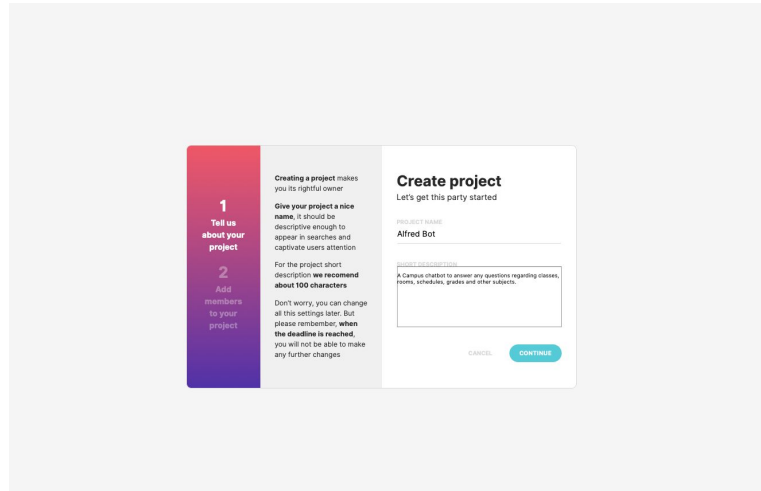 1
Tell us
about your
project
2
Add
members
to your
project
Creating a project makes
you its rightful owner
Give your project a nice
name, it should be
descriptive enough to
appear in searches and
captivate users attention
For the project short
description we recomend
about 100 characters
Don't worry, you can change
all this settings later. But
please rembember, when
the deadline is reached,
you will not be able to make
any further changes
Create project
Let's get this party started
PROJECT NAME
Alfred Bot
SHORT DESCRIPTION
A Campus chatbot to answer any questions regarding classes,
rooms, schedules, grades and other subjects.
CANCEL
CONTINUE